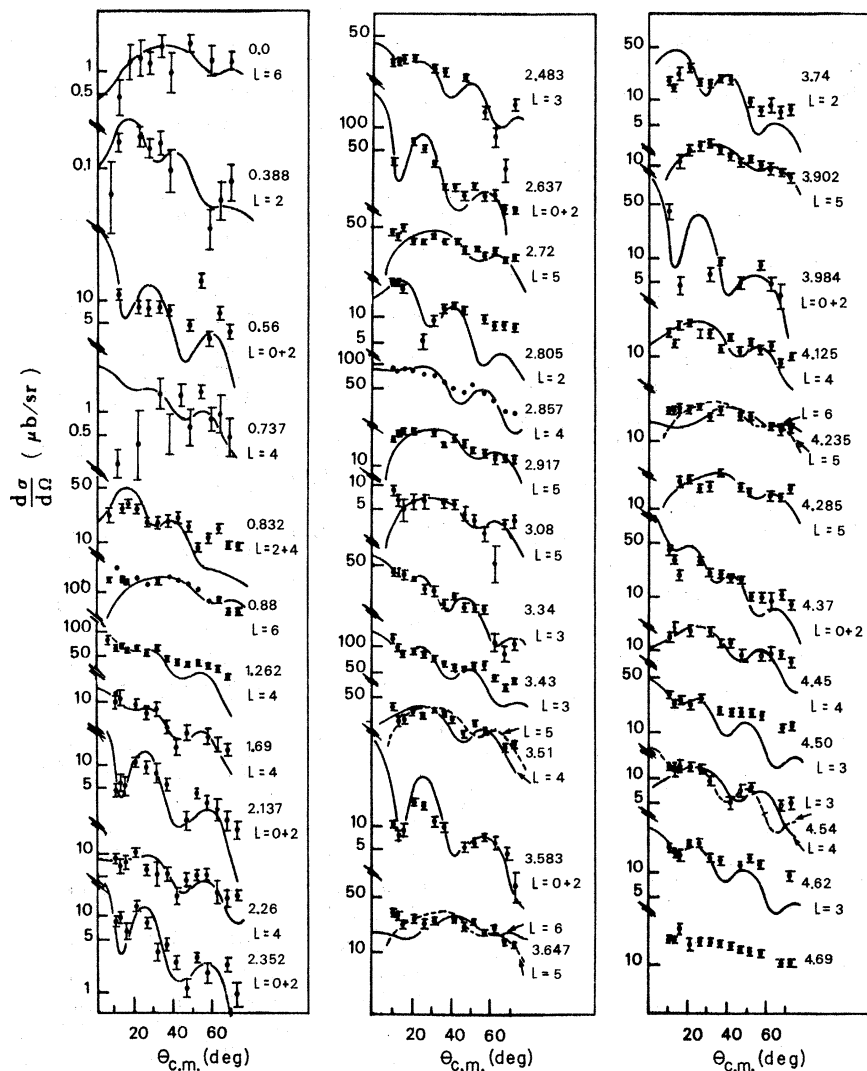 dσ/dΩ (μb/sr)
1
0.5
0.0
L=6
0.1
0.388
L=2
10
5
0.56
L=0+2
1
0.5
0.737
L=4
50
10
0.832
L=2+4
100
0.88
L=6
100
50
1.262
L=4
10
1.69
L=4
10
5
2.137
L=0+2
10
5
2.26
L=4
10
5
1
2.352
L=0+2
20 40 60
θc.m. (deg)
50
2.483
L=3
100
50
2.637
L=0+2
50
2.72
L=5
10
5
2.805
L=2
100
50
2.857
L=4
10
2.917
L=5
10
5
3.08
L=5
50
3.34
L=3
100
50
3.43
L=3
50
L=5
3.51
L=4
10
5
3.583
L=0+2
50
10
L=6
3.647
L=5
20 40 60
θc.m. (deg)
50
10
5
3.74
L=2
10
3.902
L=5
50
10
5
3.984
L=0+2
10
4.125
L=4
10
L=6
4.235
L=5
10
4.285
L=5
50
10
4.37
L=0+2
10
4.45
L=4
50
10
4.50
L=3
10
5
L=3
4.54
L=4
10
5
4.62
L=3
10
4.69
20 40 60
θc.m. (deg)